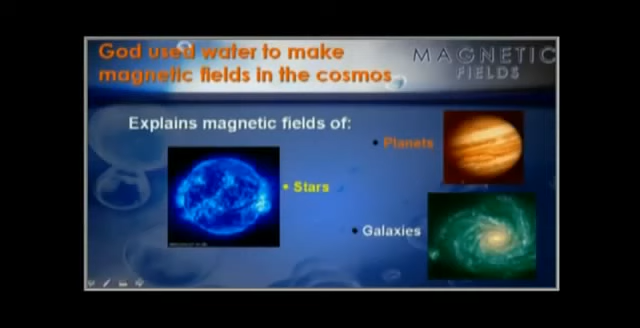 God used water to make
magnetic fields in the cosmos
MAGNETIC
FIELDS
Explains magnetic fields of:
• Planets
• Stars
• Galaxies